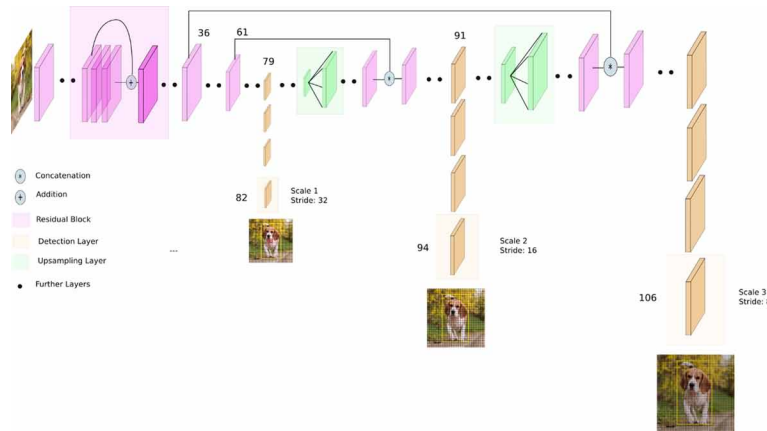 36
61
79
91
Concatenation
Addition
Residual Block
Detection Layer
Upsampling Layer
Further Layers
...
82
Scale 1
Stride: 32
94
Scale 2
Stride: 16
106
Scale 3
Stride: